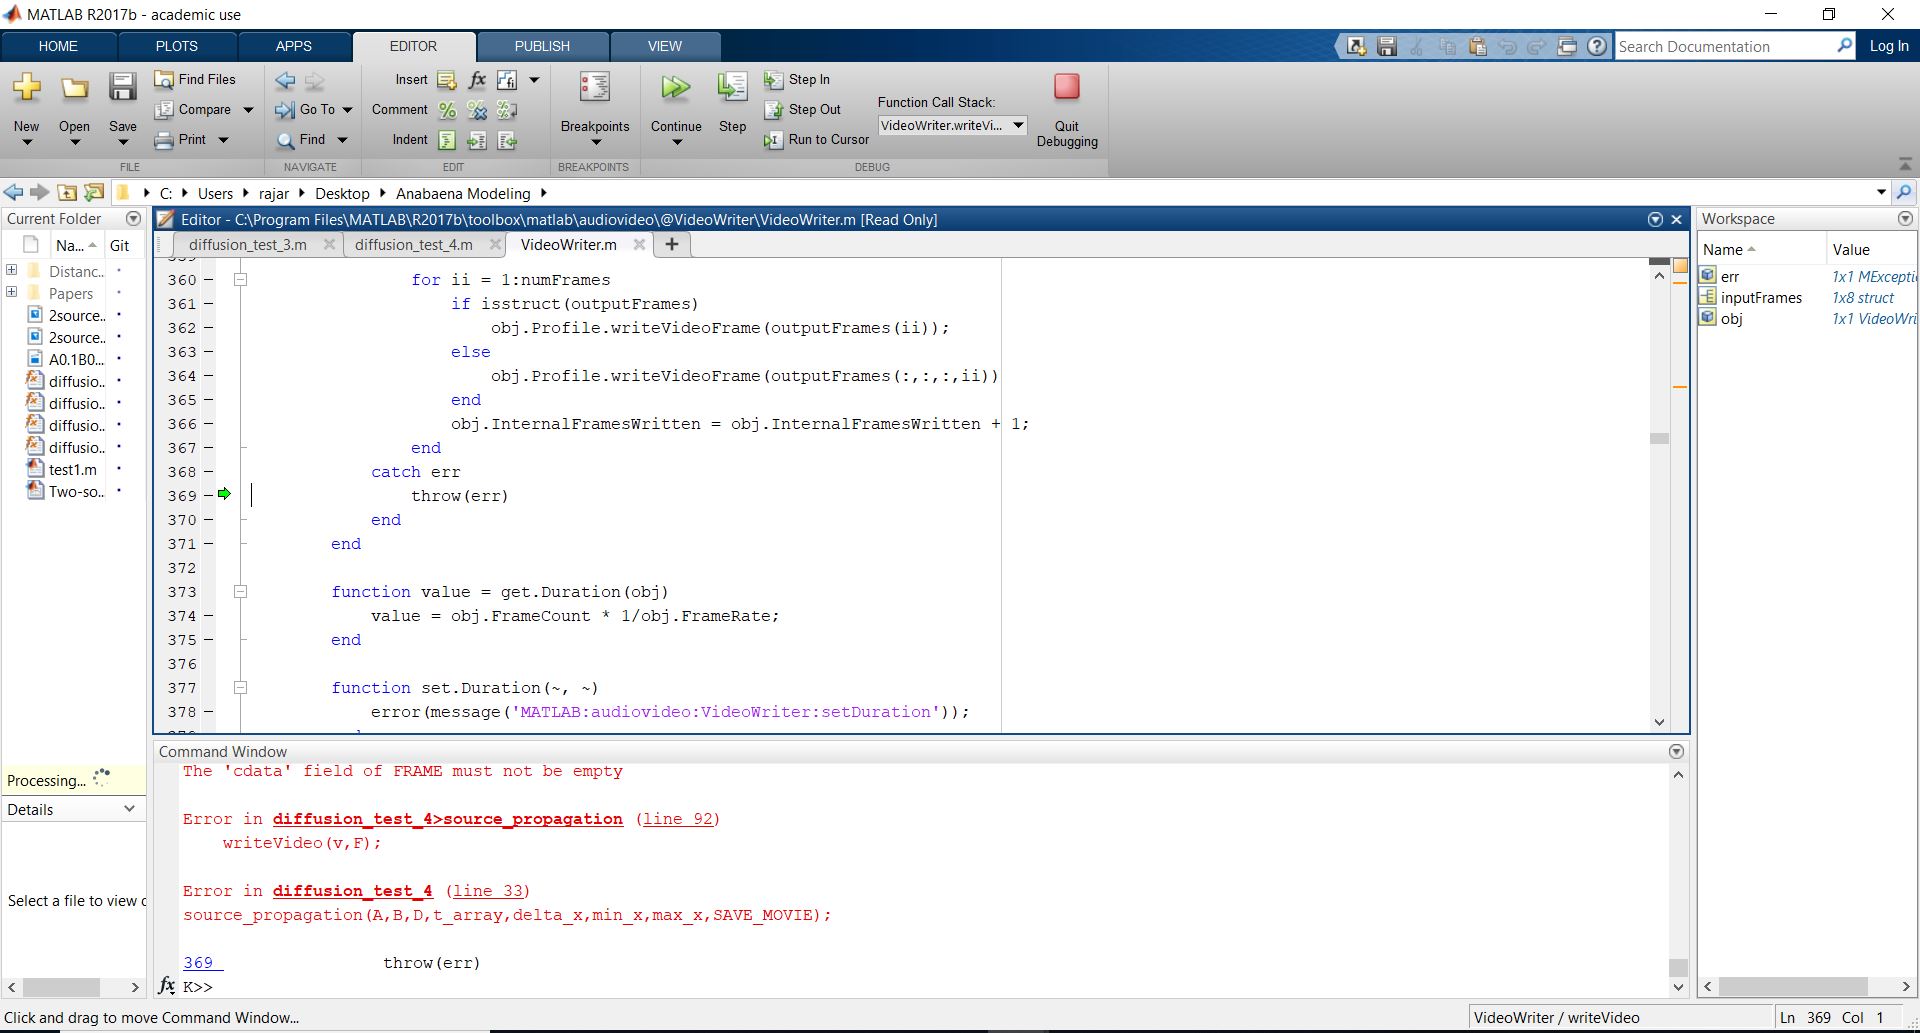 MATLAB R2017b - academic use
HOME PLOTS APPS EDITOR PUBLISH VIEW
Search Documentation
Log In
New
Open
Save
Find Files
Compare
Print
FILE
Go To
Find
NAVIGATE
Insert
Comment
Indent
EDIT
fx
fi
Breakpoints
BREAKPOINTS
Continue
Step
Step In
Step Out
Run to Cursor
Function Call Stack:
VideoWriter.writeVi...
Quit
Debugging
DEBUG
C: Users rajar Desktop Anabaena Modeling
Current Folder
Na... Git
Distanc..
Papers
2source..
2source..
A0.1B0...
diffusio..
diffusio..
diffusio..
diffusio..
test1.m
Two-so..
Processing...
Details
Select a file to view d
Editor - C:\Program Files\MATLAB\R2017b\toolbox\matlab\audiovideo\@VideoWriter\VideoWriter.m [Read Only]
diffusion_test_3.m diffusion_test_4.m VideoWriter.m +
360 – for ii = 1:numFrames
361 – if isstruct(outputFrames)
362 – obj.Profile.writeVideoFrame(outputFrames(ii));
363 – else
364 – obj.Profile.writeVideoFrame(outputFrames(:,:,:,ii))
365 – end
366 – obj.InternalFramesWritten = obj.InternalFramesWritten + 1;
367 – end
368 – catch err
369 – throw(err)
370 – end
371 – end
372
373 function value = get.Duration(obj)
374 – value = obj.FrameCount * 1/obj.FrameRate;
375 – end
376
377 function set.Duration(~, ~)
378 – error(message('MATLAB:audiovideo:VideoWriter:setDuration'));
Command Window
The 'cdata' field of FRAME must not be empty
Error in diffusion_test_4>source_propagation (line 92)
writeVideo(v,F);
Error in diffusion_test_4 (line 33)
source_propagation(A,B,D,t_array,delta_x,min_x,max_x,SAVE_MOVIE);
369 throw(err)
fx K>>
Workspace
Name Value
err 1x1 MExcepti
inputFrames 1x8 struct
obj 1x1 VideoWri
Click and drag to move Command Window...
VideoWriter / writeVideo
Ln 369 Col 1